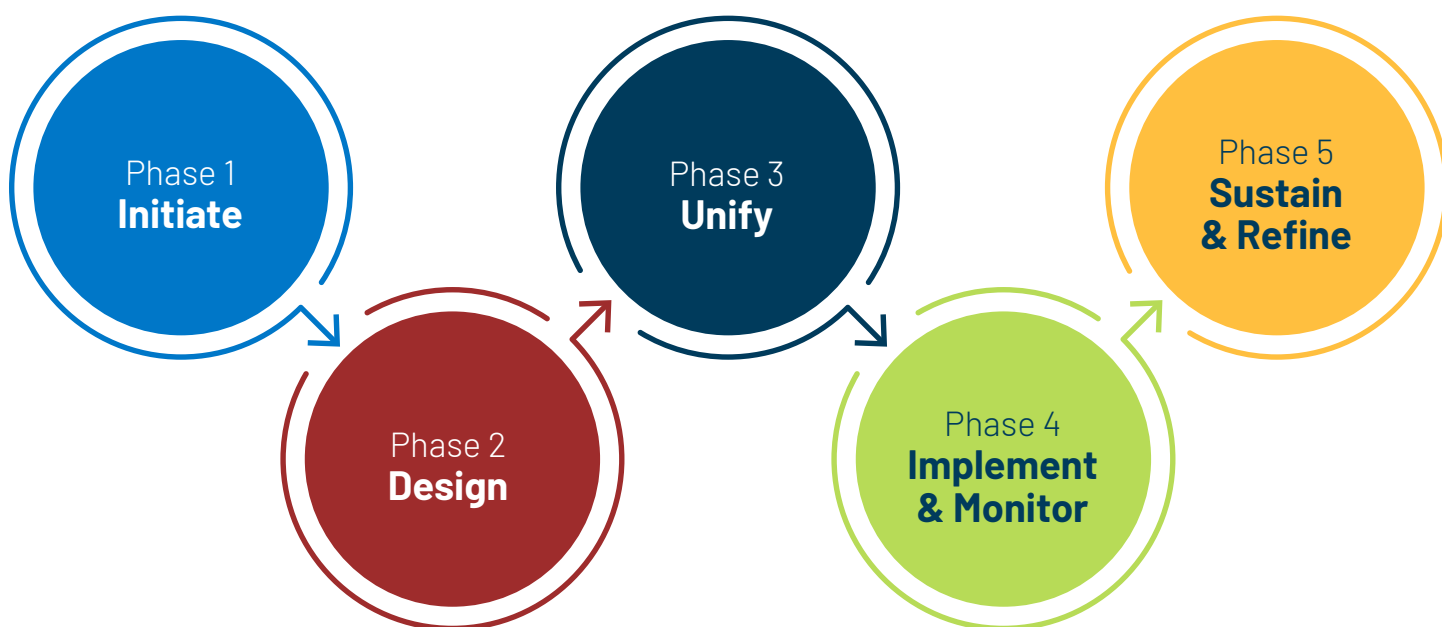 Phase 1
Initiate
Phase 2
Design
Phase 3
Unify
Phase 4
Implement
& Monitor
Phase 5
Sustain
& Refine